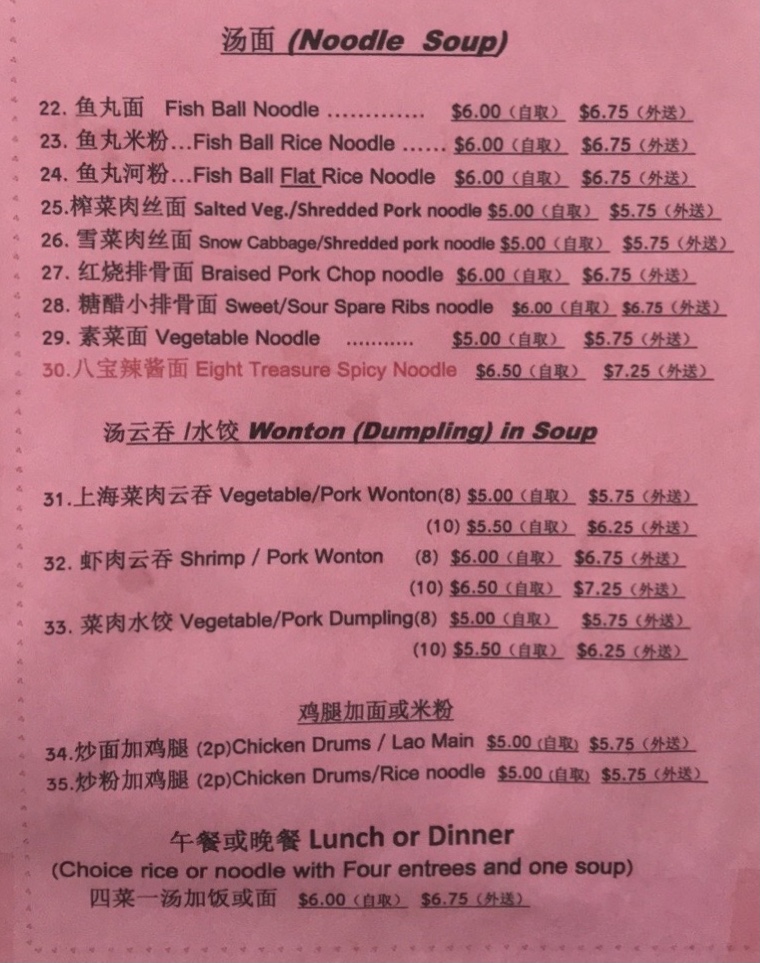 汤面 (Noodle Soup)
22. 鱼丸面 Fish Ball Noodle ............. $6.00（自取） $6.75（外送）
23. 鱼丸米粉...Fish Ball Rice Noodle ...... $6.00（自取） $6.75（外送）
24. 鱼丸河粉...Fish Ball Flat Rice Noodle $6.00（自取） $6.75（外送）
25.榨菜肉丝面 Salted Veg./Shredded Pork noodle $5.00（自取） $5.75（外送）
26. 雪菜肉丝面 Snow Cabbage/Shredded pork noodle $5.00（自取） $5.75（外送）
27. 红烧排骨面 Braised Pork Chop noodle $6.00（自取） $6.75（外送）
28. 糖醋小排骨面 Sweet/Sour Spare Ribs noodle $6.00（自取） $6.75（外送）
29. 素菜面 Vegetable Noodle ........... $5.00（自取） $5.75（外送）
30.八宝辣酱面 Eight Treasure Spicy Noodle $6.50（自取） $7.25（外送）
汤云吞 /水饺 Wonton (Dumpling) in Soup
31.上海菜肉云吞 Vegetable/Pork Wonton(8) $5.00（自取） $5.75（外送）
(10) $5.50（自取） $6.25（外送）
32. 虾肉云吞 Shrimp / Pork Wonton (8) $6.00（自取） $6.75（外送）
(10) $6.50（自取） $7.25（外送）
33. 菜肉水饺 Vegetable/Pork Dumpling(8) $5.00（自取） $5.75（外送）
(10) $5.50（自取） $6.25（外送）
鸡腿加面或米粉
34.炒面加鸡腿 (2p)Chicken Drums / Lao Main $5.00 (自取) $5.75（外送）
35.炒粉加鸡腿 (2p)Chicken Drums/Rice noodle $5.00 (自取) $5.75（外送）
午餐或晚餐 Lunch or Dinner
(Choice rice or noodle with Four entrees and one soup)
四菜一汤加饭或面 $6.00（自取） $6.75（外送）